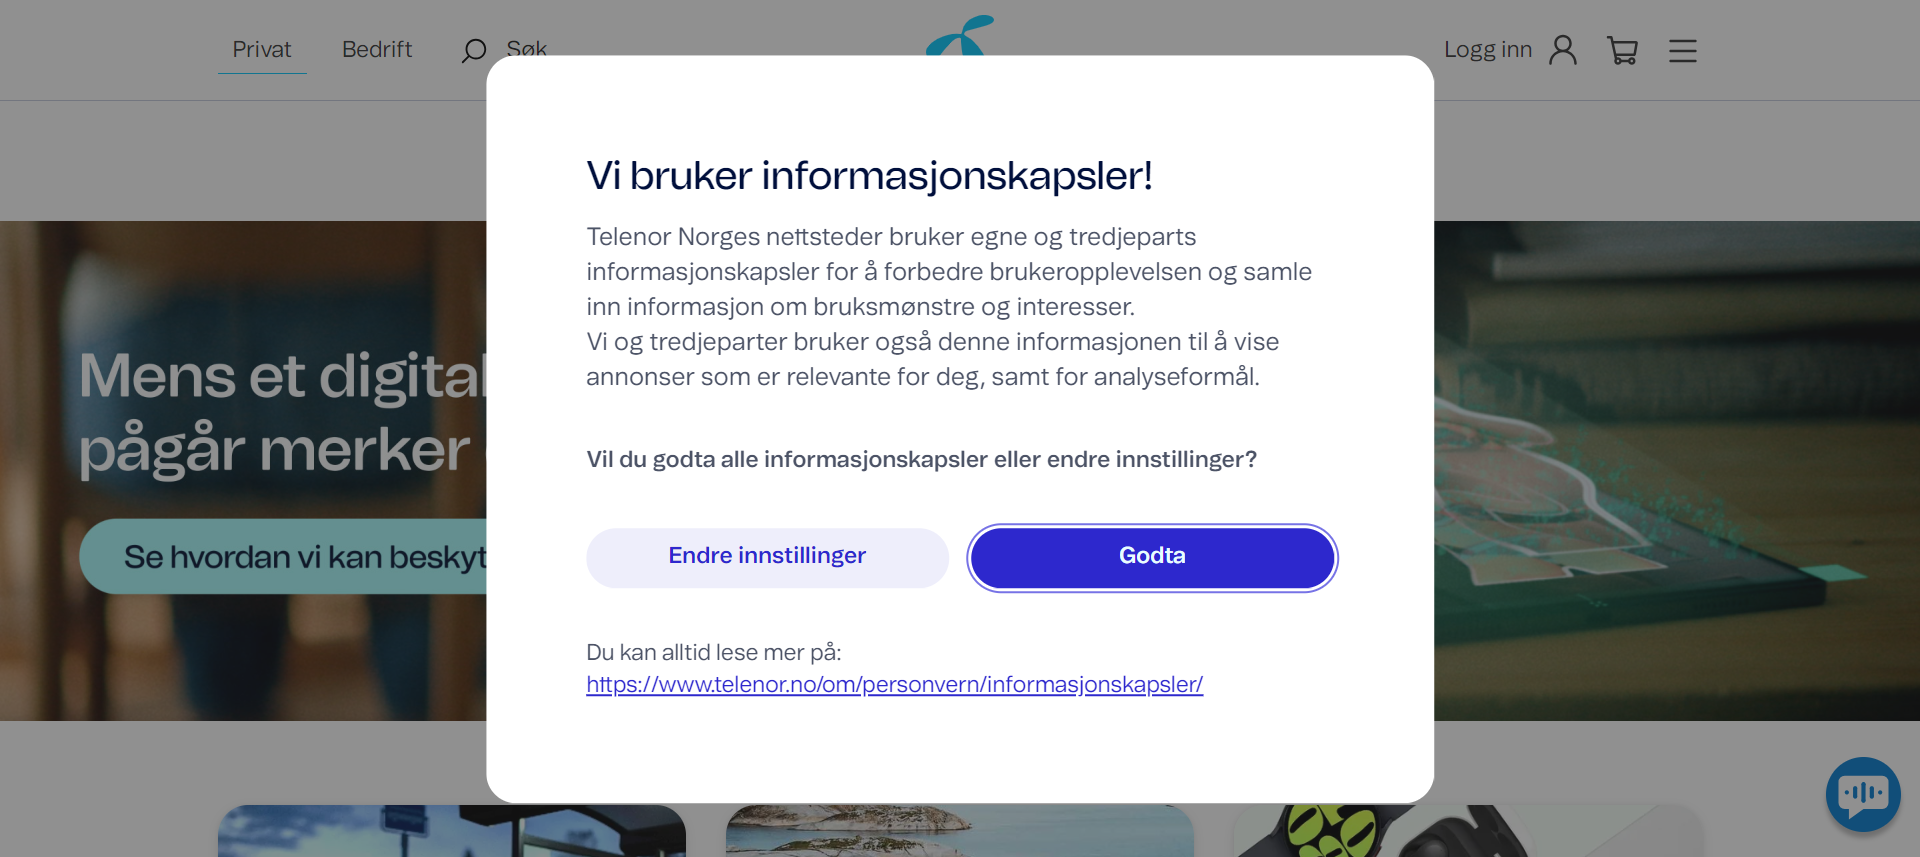 Privat
Bedrift
Søk
Logg inn
Vi bruker informasjonskapsler!
Telenor Norges nettsteder bruker egne og tredjeparts
informasjonskapsler for å forbedre brukeropplevelsen og samle
inn informasjon om bruksmønstre og interesser.
Vi og tredjeparter bruker også denne informasjonen til å vise
annonser som er relevante for deg, samt for analyseformål.
Vil du godta alle informasjonskapsler eller endre innstillinger?
Endre innstillinger
Godta
Du kan alltid lese mer på:
https://www.telenor.no/om/personvern/informasjonskapsler/
Mens et digital
pågår merker
Se hvordan vi kan beskyt